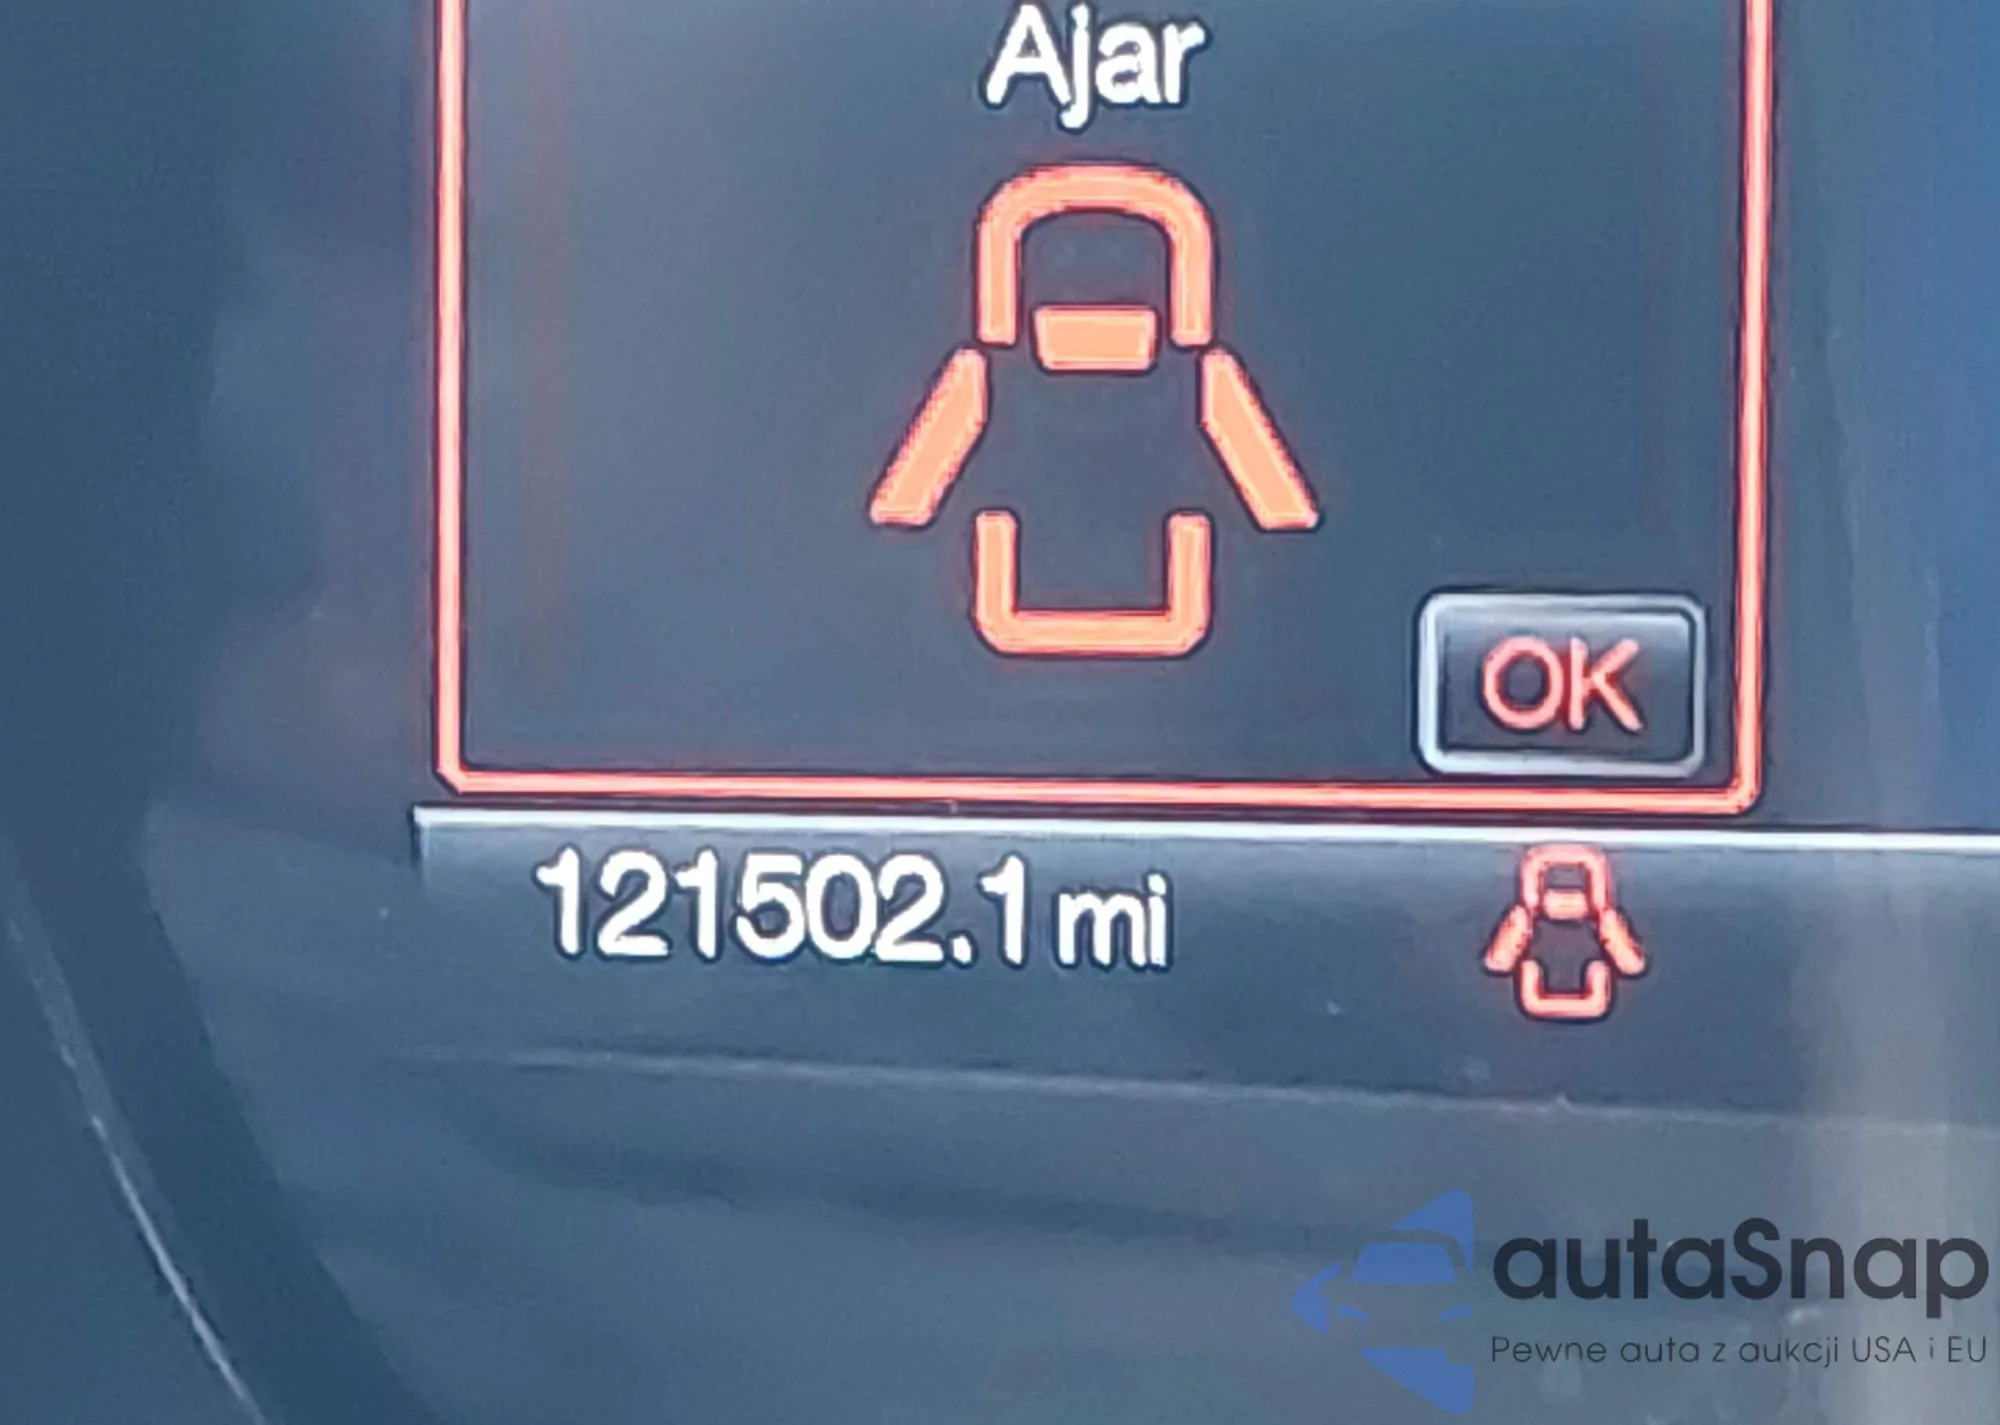 Ajar
OK
121502.1 mi
autaSnap
Pewne auta z aukcji USA i EU